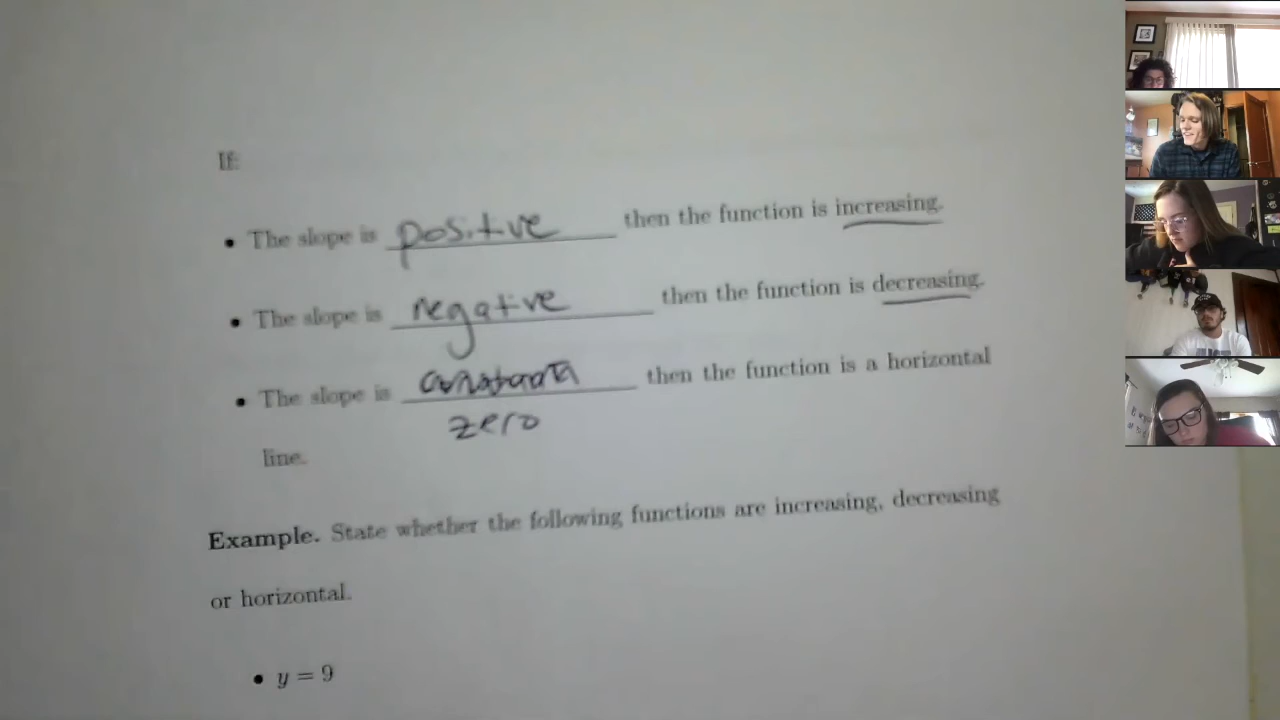 If:
• The slope is positive then the function is increasing.
• The slope is negative then the function is decreasing.
• The slope is constant then the function is a horizontal
zero
line.
Example. State whether the following functions are increasing, decreasing
or horizontal.
• y = 9